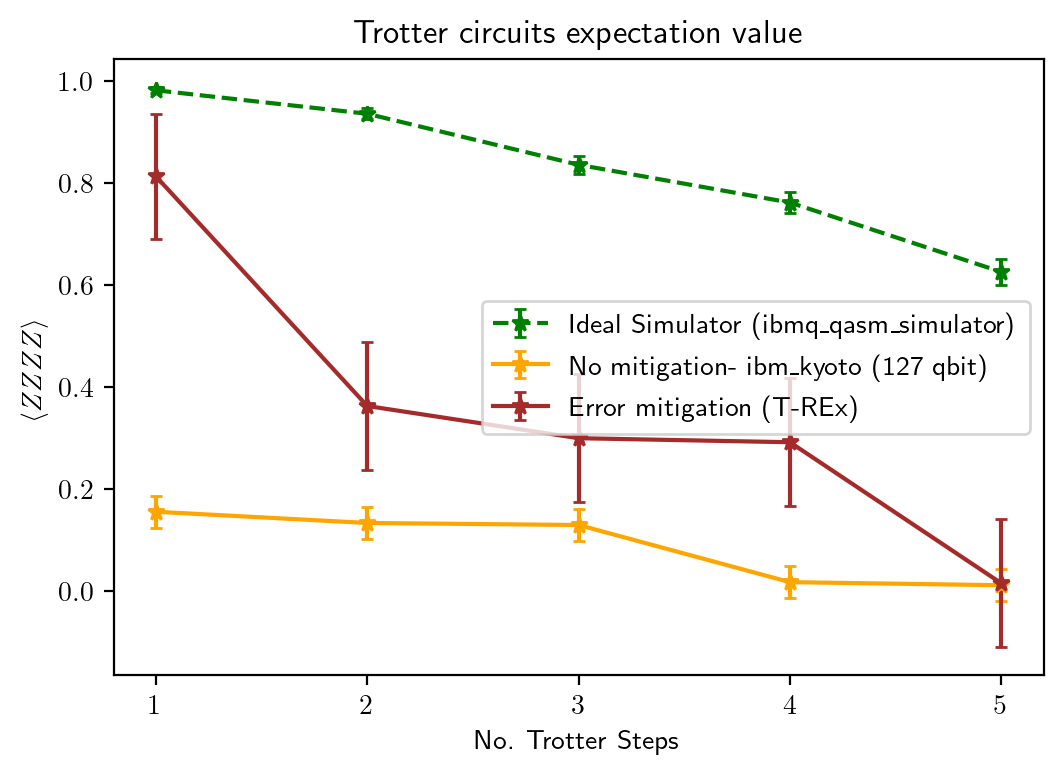 Trotter circuits expectation value
⟨ZZZZ⟩
1.0
0.8
0.6
0.4
0.2
0.0
Ideal Simulator (ibmq_qasm_simulator)
No mitigation- ibm_kyoto (127 qbit)
Error mitigation (T-REx)
1 2 3 4 5
No. Trotter Steps